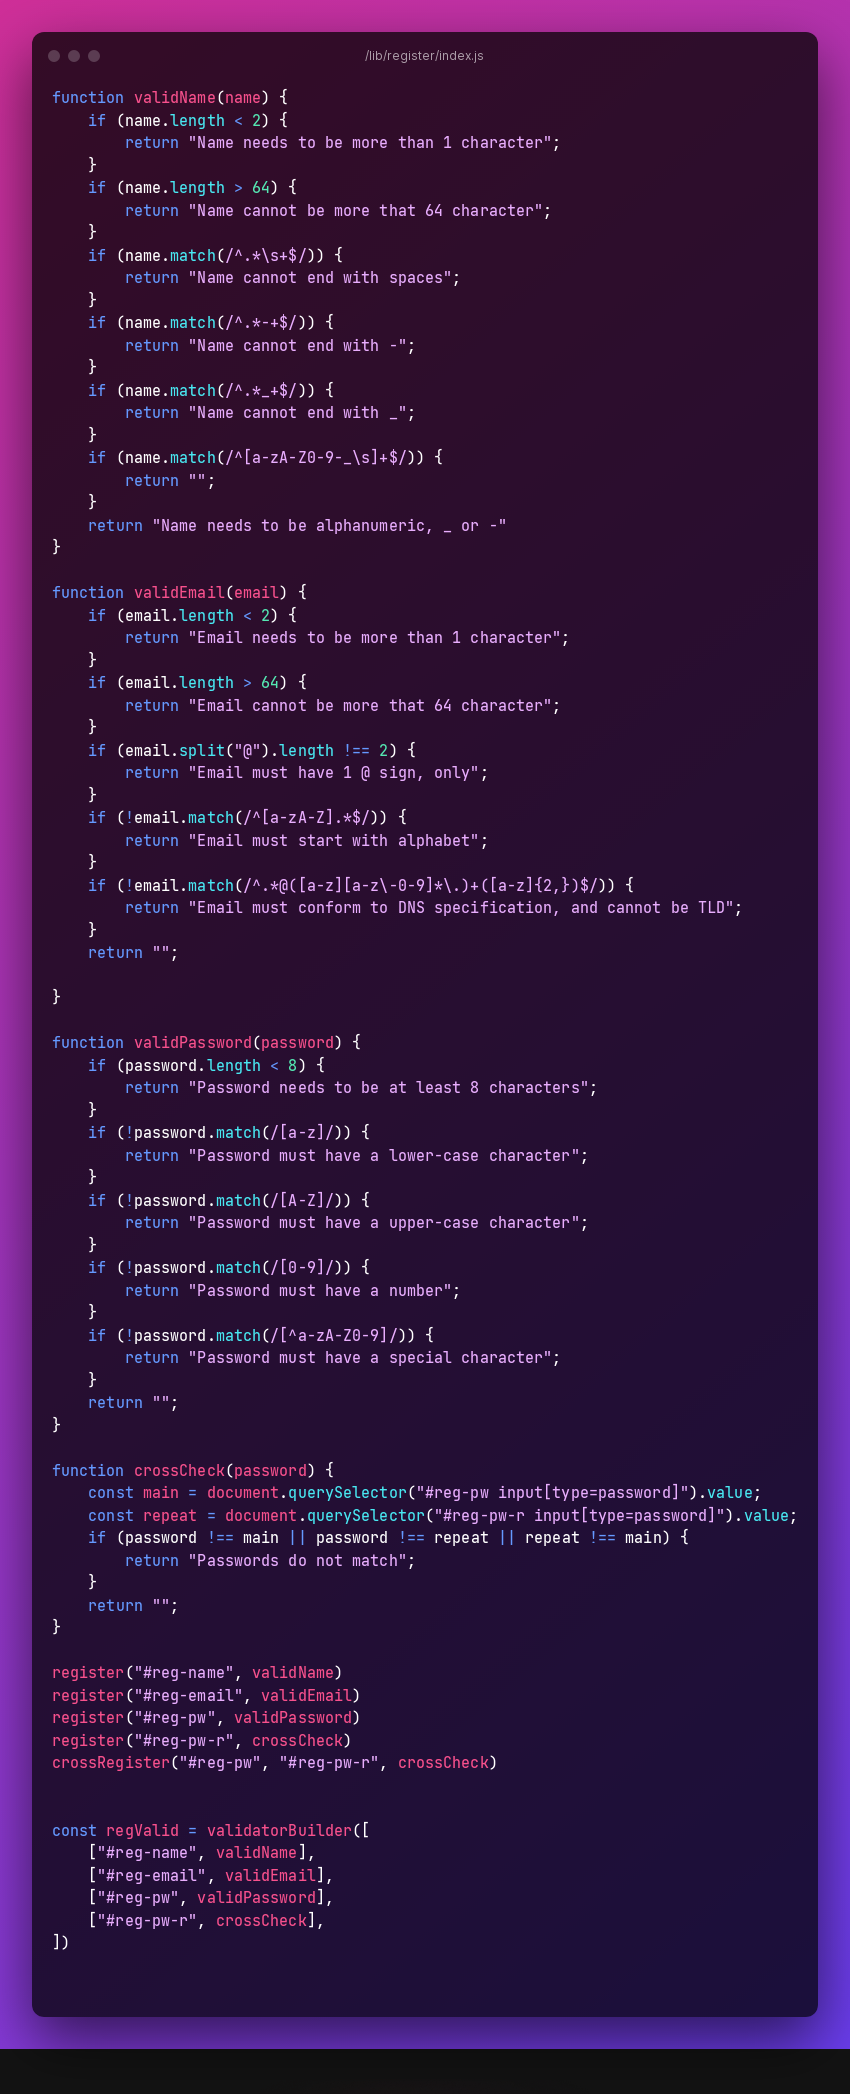 /lib/register/index.js
function validName(name) {
    if (name.length < 2) {
        return "Name needs to be more than 1 character";
    }
    if (name.length > 64) {
        return "Name cannot be more that 64 character";
    }
    if (name.match(/^.*\s+$/)) {
        return "Name cannot end with spaces";
    }
    if (name.match(/^.*-+$/)) {
        return "Name cannot end with -";
    }
    if (name.match(/^.*_+$/)) {
        return "Name cannot end with _";
    }
    if (name.match(/^[a-zA-Z0-9-_\s]+$/)) {
        return "";
    }
    return "Name needs to be alphanumeric, _ or -"
}

function validEmail(email) {
    if (email.length < 2) {
        return "Email needs to be more than 1 character";
    }
    if (email.length > 64) {
        return "Email cannot be more that 64 character";
    }
    if (email.split("@").length !== 2) {
        return "Email must have 1 @ sign, only";
    }
    if (!email.match(/^[a-zA-Z].*$/)) {
        return "Email must start with alphabet";
    }
    if (!email.match(/^.*@([a-z][a-z\-0-9]*\.)+([a-z]{2,})$/)) {
        return "Email must conform to DNS specification, and cannot be TLD";
    }
    return "";

}

function validPassword(password) {
    if (password.length < 8) {
        return "Password needs to be at least 8 characters";
    }
    if (!password.match(/[a-z]/)) {
        return "Password must have a lower-case character";
    }
    if (!password.match(/[A-Z]/)) {
        return "Password must have a upper-case character";
    }
    if (!password.match(/[0-9]/)) {
        return "Password must have a number";
    }
    if (!password.match(/[^a-zA-Z0-9]/)) {
        return "Password must have a special character";
    }
    return "";
}

function crossCheck(password) {
    const main = document.querySelector("#reg-pw input[type=password]").value;
    const repeat = document.querySelector("#reg-pw-r input[type=password]").value;
    if (password !== main || password !== repeat || repeat !== main) {
        return "Passwords do not match";
    }
    return "";
}

register("#reg-name", validName)
register("#reg-email", validEmail)
register("#reg-pw", validPassword)
register("#reg-pw-r", crossCheck)
crossRegister("#reg-pw", "#reg-pw-r", crossCheck)


const regValid = validatorBuilder([
    ["#reg-name", validName],
    ["#reg-email", validEmail],
    ["#reg-pw", validPassword],
    ["#reg-pw-r", crossCheck],
])